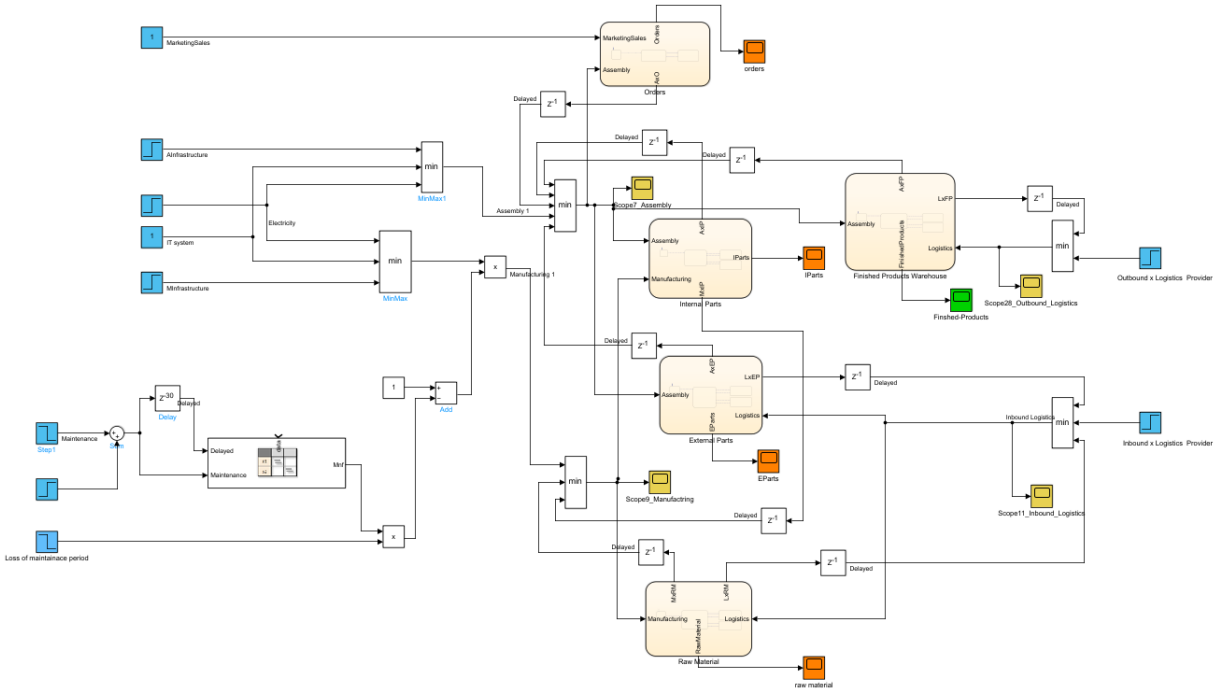 Orders
MarketingSales
1
MarketingSales
orders
Assembly
AxO
Orders
Delayed
z-1
Delayed
z-1
Delayed
z-1
AInfrastructure
min
MinMax1
AxFP
LxFP
z-1
Delayed
Scope7_Assembly
min
Assembly 1
Electricity
1
IT system
min
MinMax
AxIP
Assembly
IParts
Manufacturing
MxIP
Internal Parts
IParts
Assembly
Logistics
FinishedProducts
Finished Products Warehouse
min
Outbound x Logistics Provider
Scope28_Outbound_Logistics
Finshed-Products
MInfrastructure
x
Manufacturing 1
Delayed
z-1
AxEP
LxEP
z-1
Delayed
Assembly
Logistics
EParts
External Parts
EParts
Inbound Logistics
min
Inbound x Logistics Provider
Scope11_Inbound_Logistics
1
+
−
Add
z-30
Delayed
Delay
Step1
Maintenance
Delayed
Maintenance
data
Mnf
min
Scope9_Manufactring
Delayed
z-1
x
Loss of maintainace period
Delayed
z-1
z-1
Delayed
MxRM
LxRM
Manufacturing
Logistics
RawMaterial
Raw Material
raw material